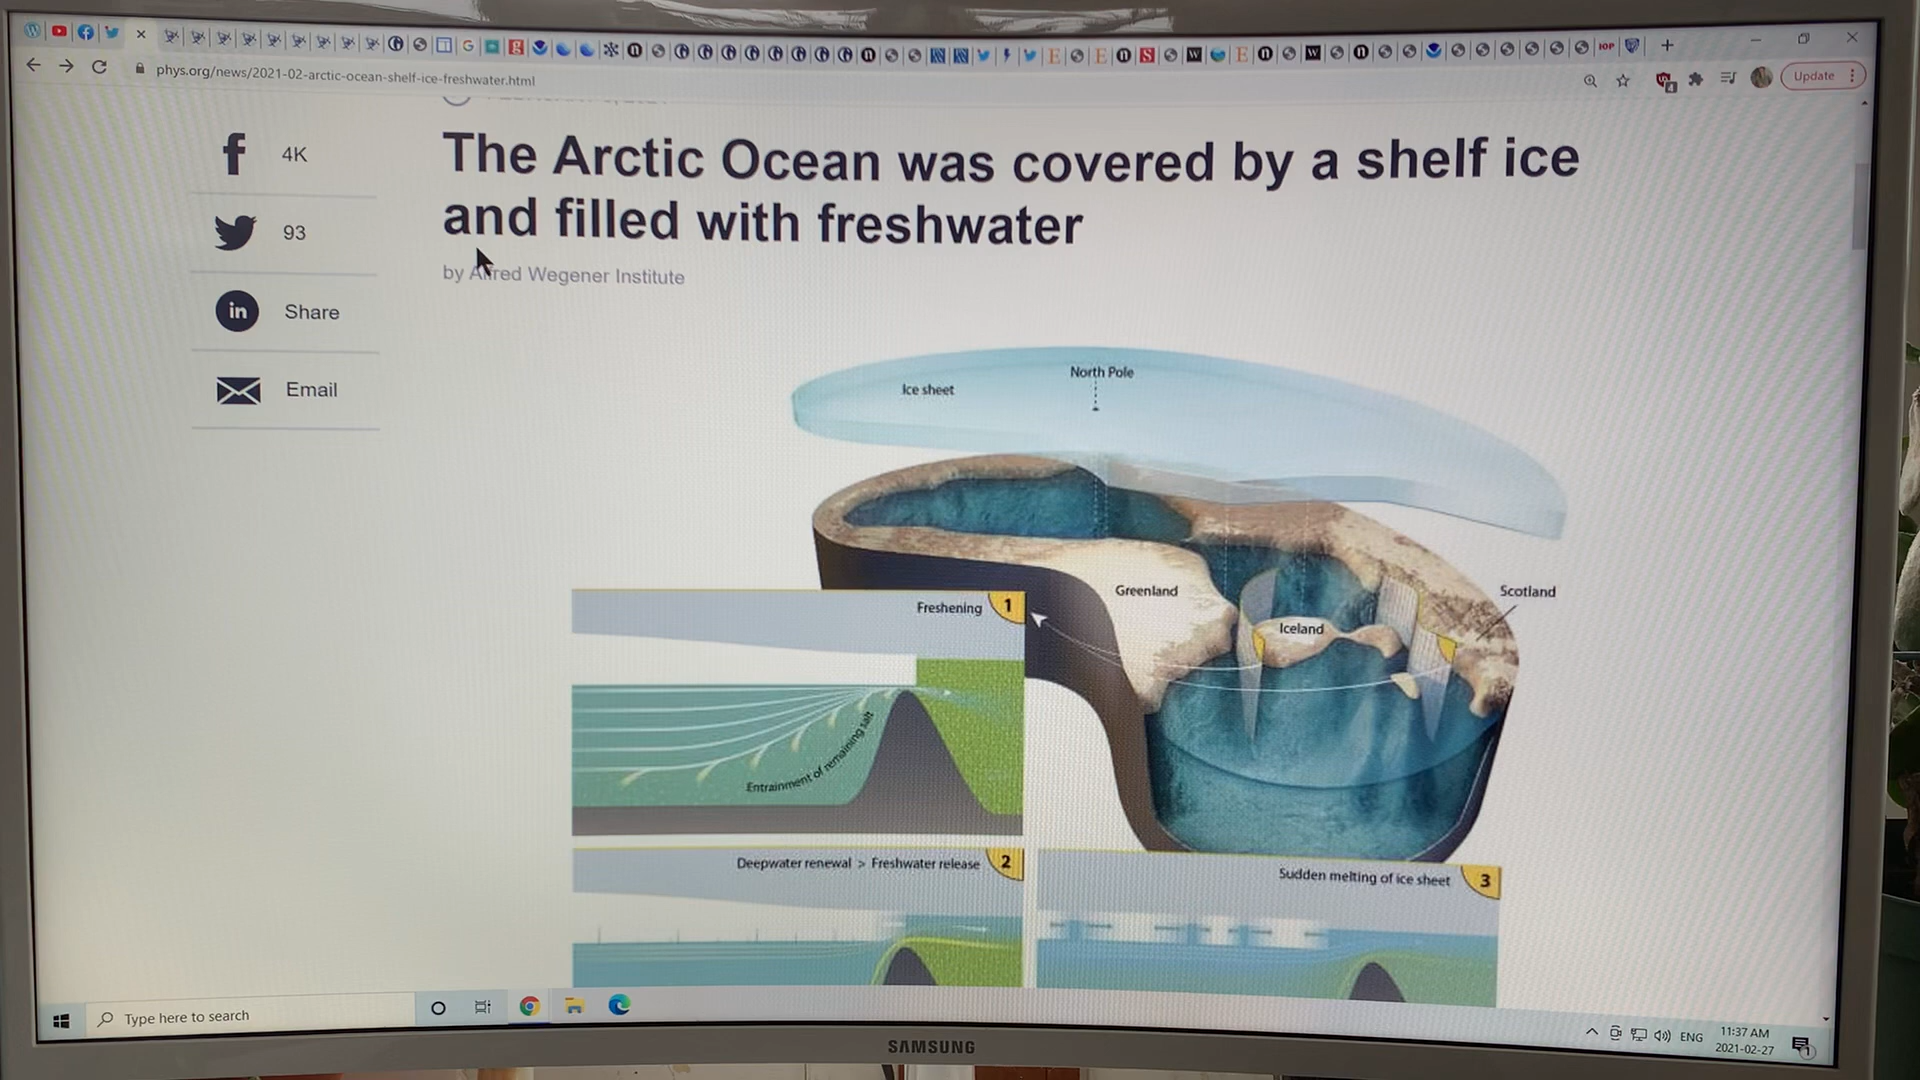 phys.org/news/2021-02-arctic-ocean-shelf-ice-freshwater.html
Update
4K
The Arctic Ocean was covered by a shelf ice
and filled with freshwater
93
by Alfred Wegener Institute
in Share
Email
North Pole
Ice sheet
Greenland
Scotland
Iceland
Freshening 1
Entrainment of remaining salt
Deepwater renewal > Freshwater release 2
Sudden melting of ice sheet 3
Type here to search
ENG
11:37 AM
2021-02-27
SAMSUNG